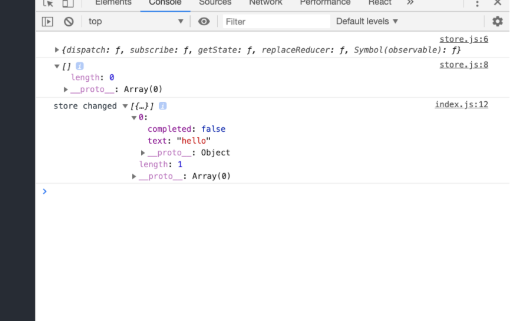 Elements Console Sources Network Performance React »
top ▼ Filter Default levels ▼
store.js:6
▶{dispatch: ƒ, subscribe: ƒ, getState: ƒ, replaceReducer: ƒ, Symbol(observable): ƒ}
▼[] i store.js:8
length: 0
▶__proto__: Array(0)
store changed ▼[{…}] i index.js:12
▼0:
completed: false
text: "hello"
▶__proto__: Object
length: 1
▶__proto__: Array(0)
>